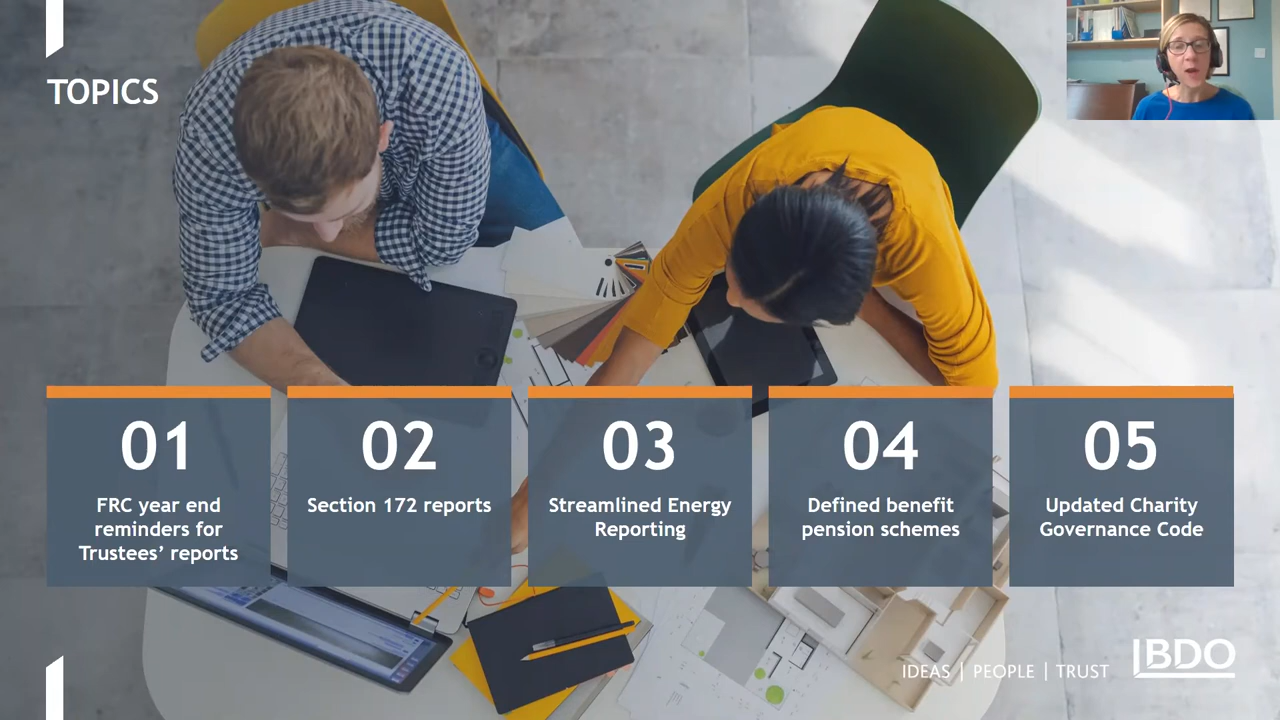 TOPICS
01
FRC year end
reminders for
Trustees’ reports
02
Section 172 reports
03
Streamlined Energy
Reporting
04
Defined benefit
pension schemes
05
Updated Charity
Governance Code
IDEAS | PEOPLE | TRUST
BDO